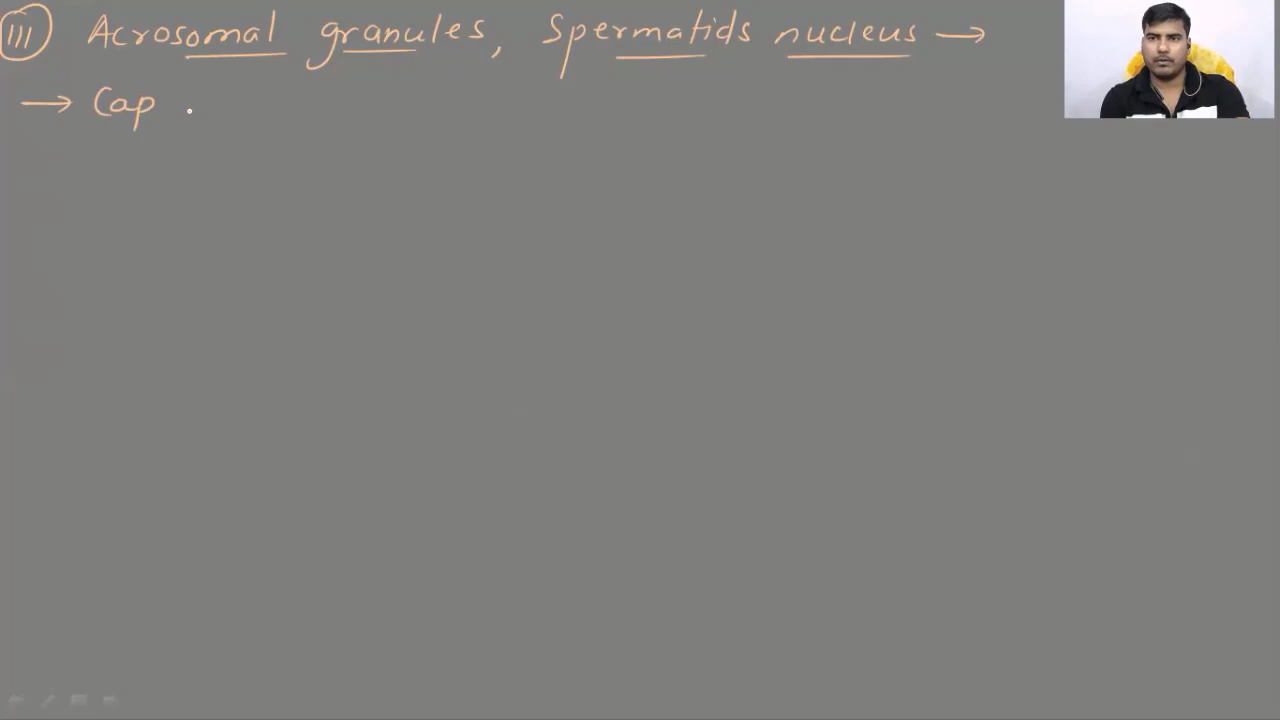 (III) Acrosomal granules, Spermatids nucleus →
→ Cap